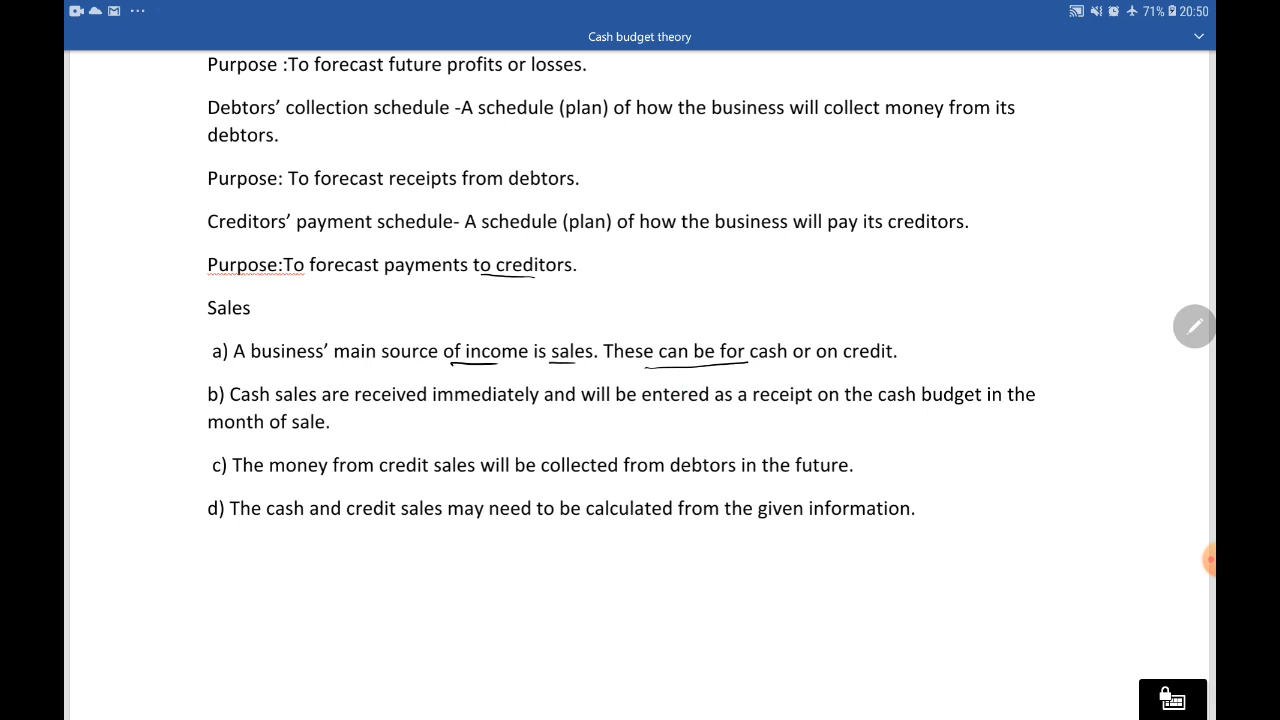 71% 20:50
Cash budget theory
Purpose :To forecast future profits or losses.
Debtors’ collection schedule -A schedule (plan) of how the business will collect money from its
debtors.
Purpose: To forecast receipts from debtors.
Creditors’ payment schedule- A schedule (plan) of how the business will pay its creditors.
Purpose:To forecast payments to creditors.
Sales
a) A business’ main source of income is sales. These can be for cash or on credit.
b) Cash sales are received immediately and will be entered as a receipt on the cash budget in the
month of sale.
c) The money from credit sales will be collected from debtors in the future.
d) The cash and credit sales may need to be calculated from the given information.